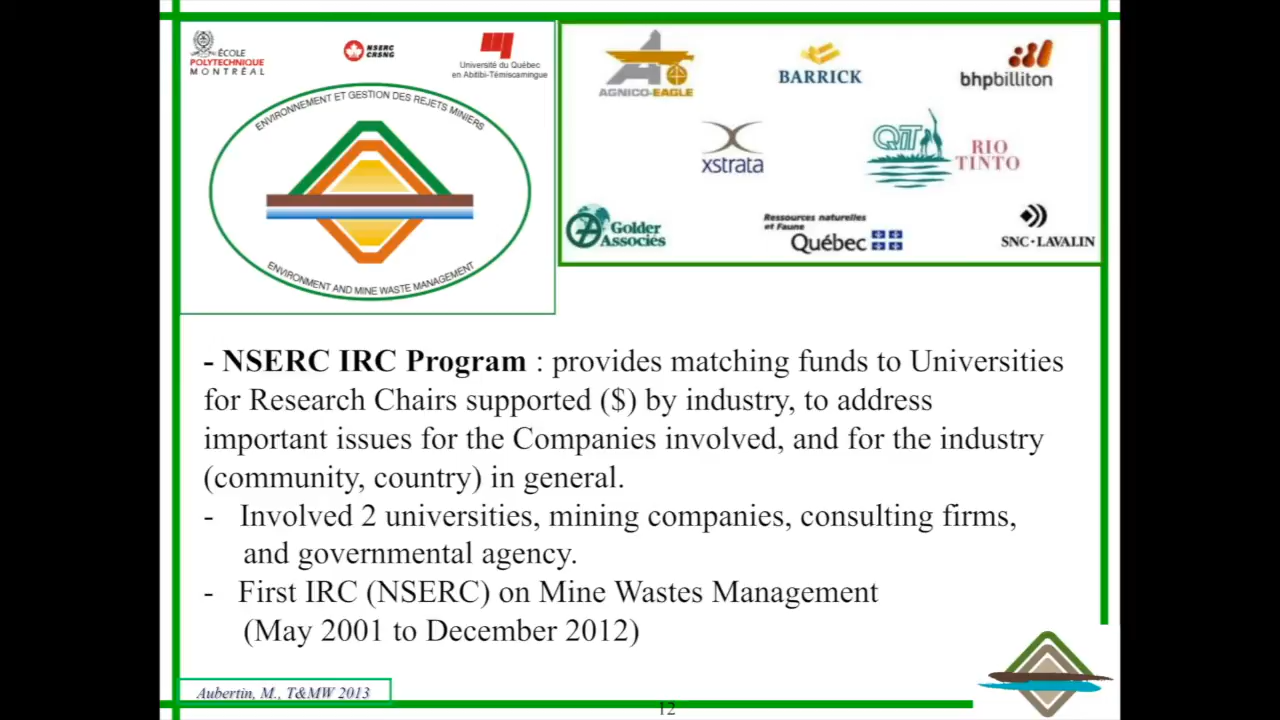 ÉCOLE
POLYTECHNIQUE
MONTRÉAL
NSERC
CRSNG
Université du Québec
en Abitibi-Témiscamingue
ENVIRONNEMENT ET GESTION DES REJETS MINIERS
ENVIRONMENT AND MINE WASTE MANAGEMENT
AGNICO-EAGLE
BARRICK
bhpbilliton
xstrata
QIT
RIO
TINTO
Golder
Associés
Ressources naturelles
et Faune
Québec
SNC · LAVALIN
- NSERC IRC Program : provides matching funds to Universities
for Research Chairs supported ($) by industry, to address
important issues for the Companies involved, and for the industry
(community, country) in general.
- Involved 2 universities, mining companies, consulting firms,
and governmental agency.
- First IRC (NSERC) on Mine Wastes Management
(May 2001 to December 2012)
Aubertin, M., T&MW 2013
12